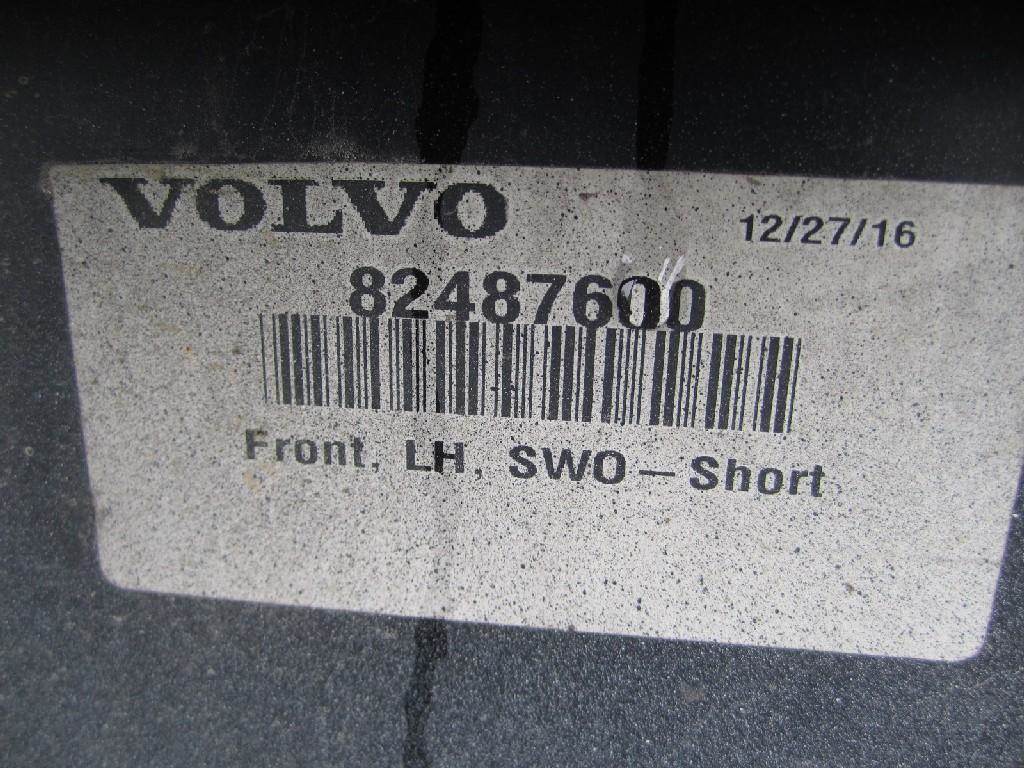 VOLVO
12/27/16
82487600
Front, LH, SWO – Short